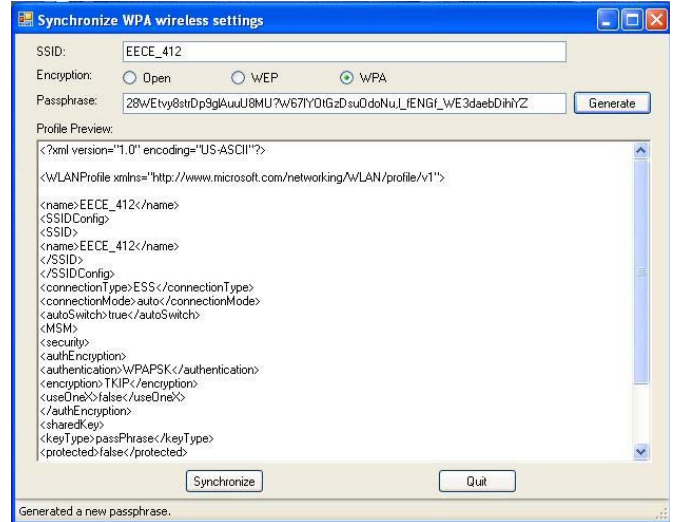 Synchronize WPA wireless settings
SSID: EECE_412
Encryption: Open WEP WPA
Passphrase: Generate
Profile Preview:
<?xml version="1.0" encoding="US-ASCII"?>
<WLANProfile xmlns="http://www.microsoft.com/networking/WLAN/profile/v1">
<name>EECE_412</name>
<SSIDConfig>
<SSID>
<name>EECE_412</name>
</SSID>
</SSIDConfig>
<connectionType>ESS</connectionType>
<connectionMode>auto</connectionMode>
<autoSwitch>true</autoSwitch>
<MSM>
<security>
<authEncryption>
<authentication>WPAPSK</authentication>
<encryption>TKIP</encryption>
<useOneX>false</useOneX>
</authEncryption>
<sharedKey>
<keyType>passPhrase</keyType>
<protected>false</protected>
Synchronize Quit
Generated a new passphrase.